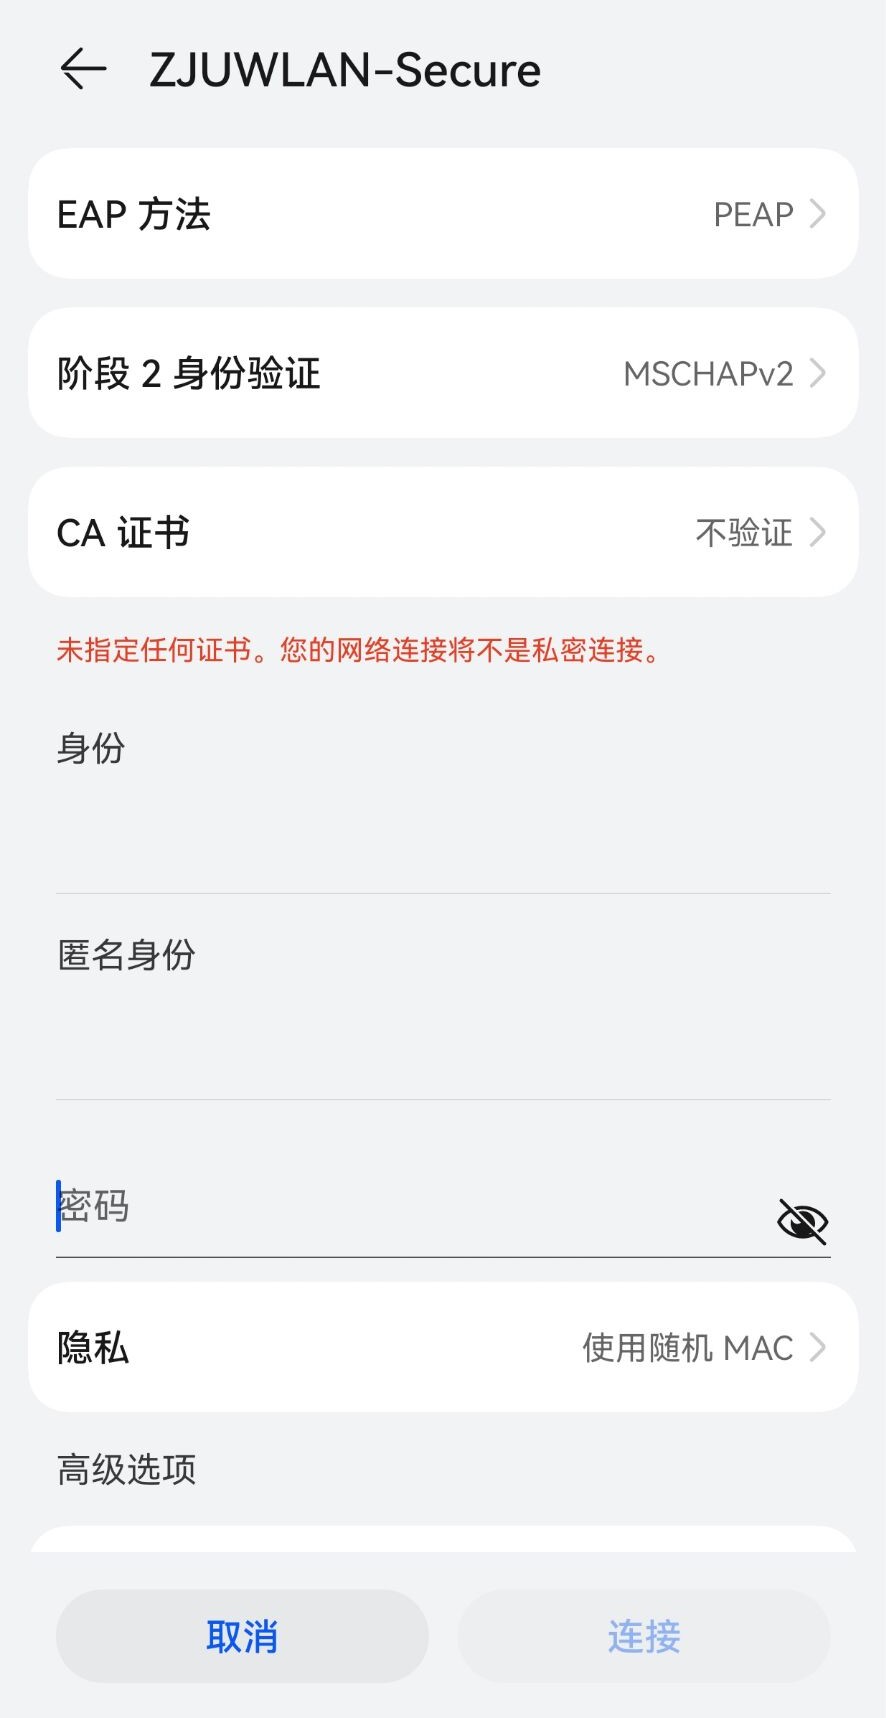 ZJUWLAN-Secure
EAP 方法 PEAP
阶段 2 身份验证 MSCHAPv2
CA 证书 不验证
未指定任何证书。您的网络连接将不是私密连接。
身份
匿名身份
密码
隐私 使用随机 MAC
高级选项
取消 连接